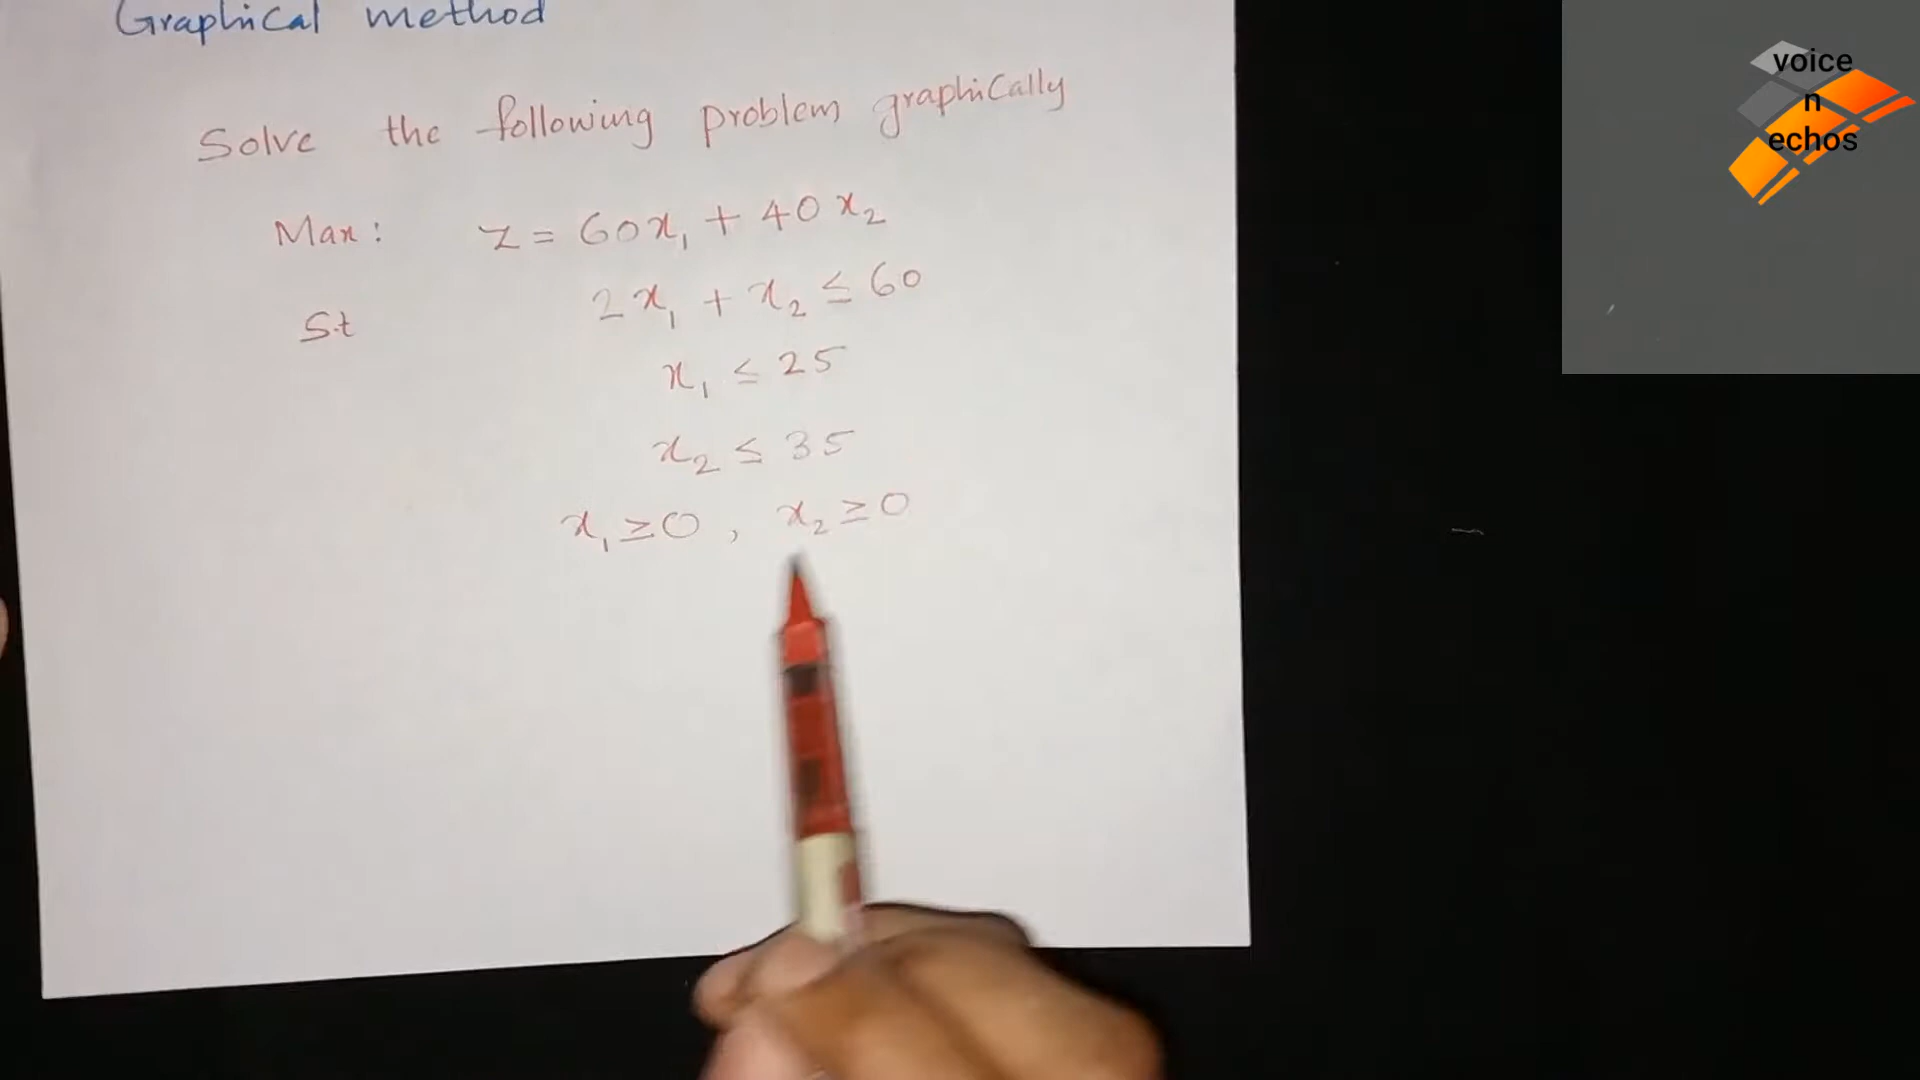 Graphical method
Solve the following problem graphically
Max: Z = 60x₁ + 40x₂
S.t 2x₁ + x₂ ≤ 60
x₁ ≤ 25
x₂ ≤ 35
x₁ ≥ 0, x₂ ≥ 0
voice
n
echos